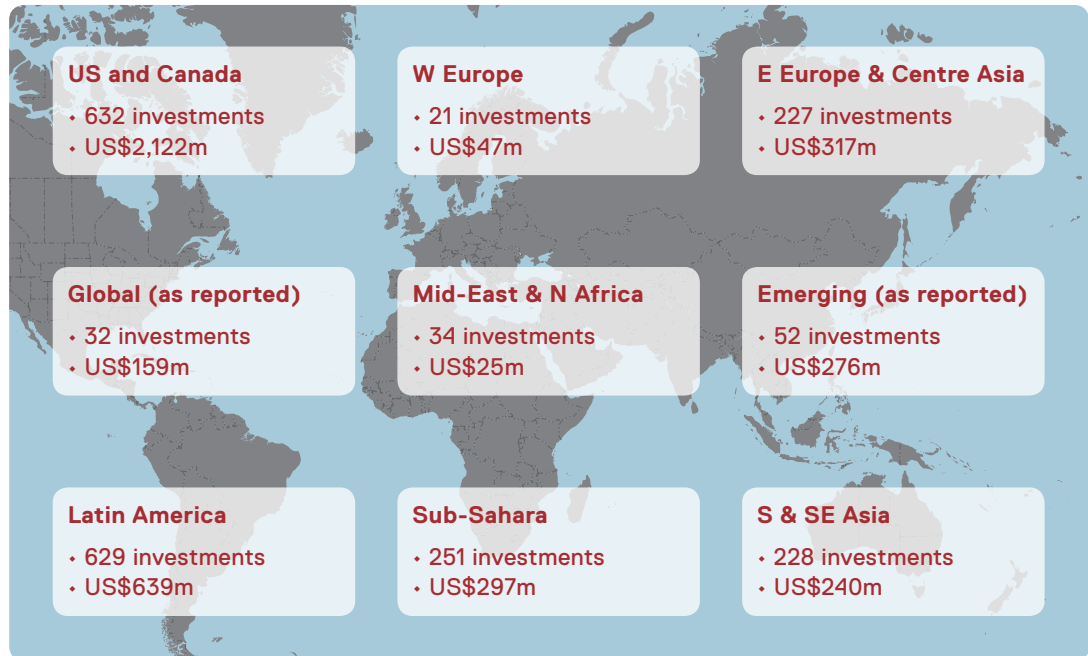 US and Canada
• 632 investments
• US$2,122m
W Europe
• 21 investments
• US$47m
E Europe & Centre Asia
• 227 investments
• US$317m
Global (as reported)
• 32 investments
• US$159m
Mid-East & N Africa
• 34 investments
• US$25m
Emerging (as reported)
• 52 investments
• US$276m
Latin America
• 629 investments
• US$639m
Sub-Sahara
• 251 investments
• US$297m
S & SE Asia
• 228 investments
• US$240m